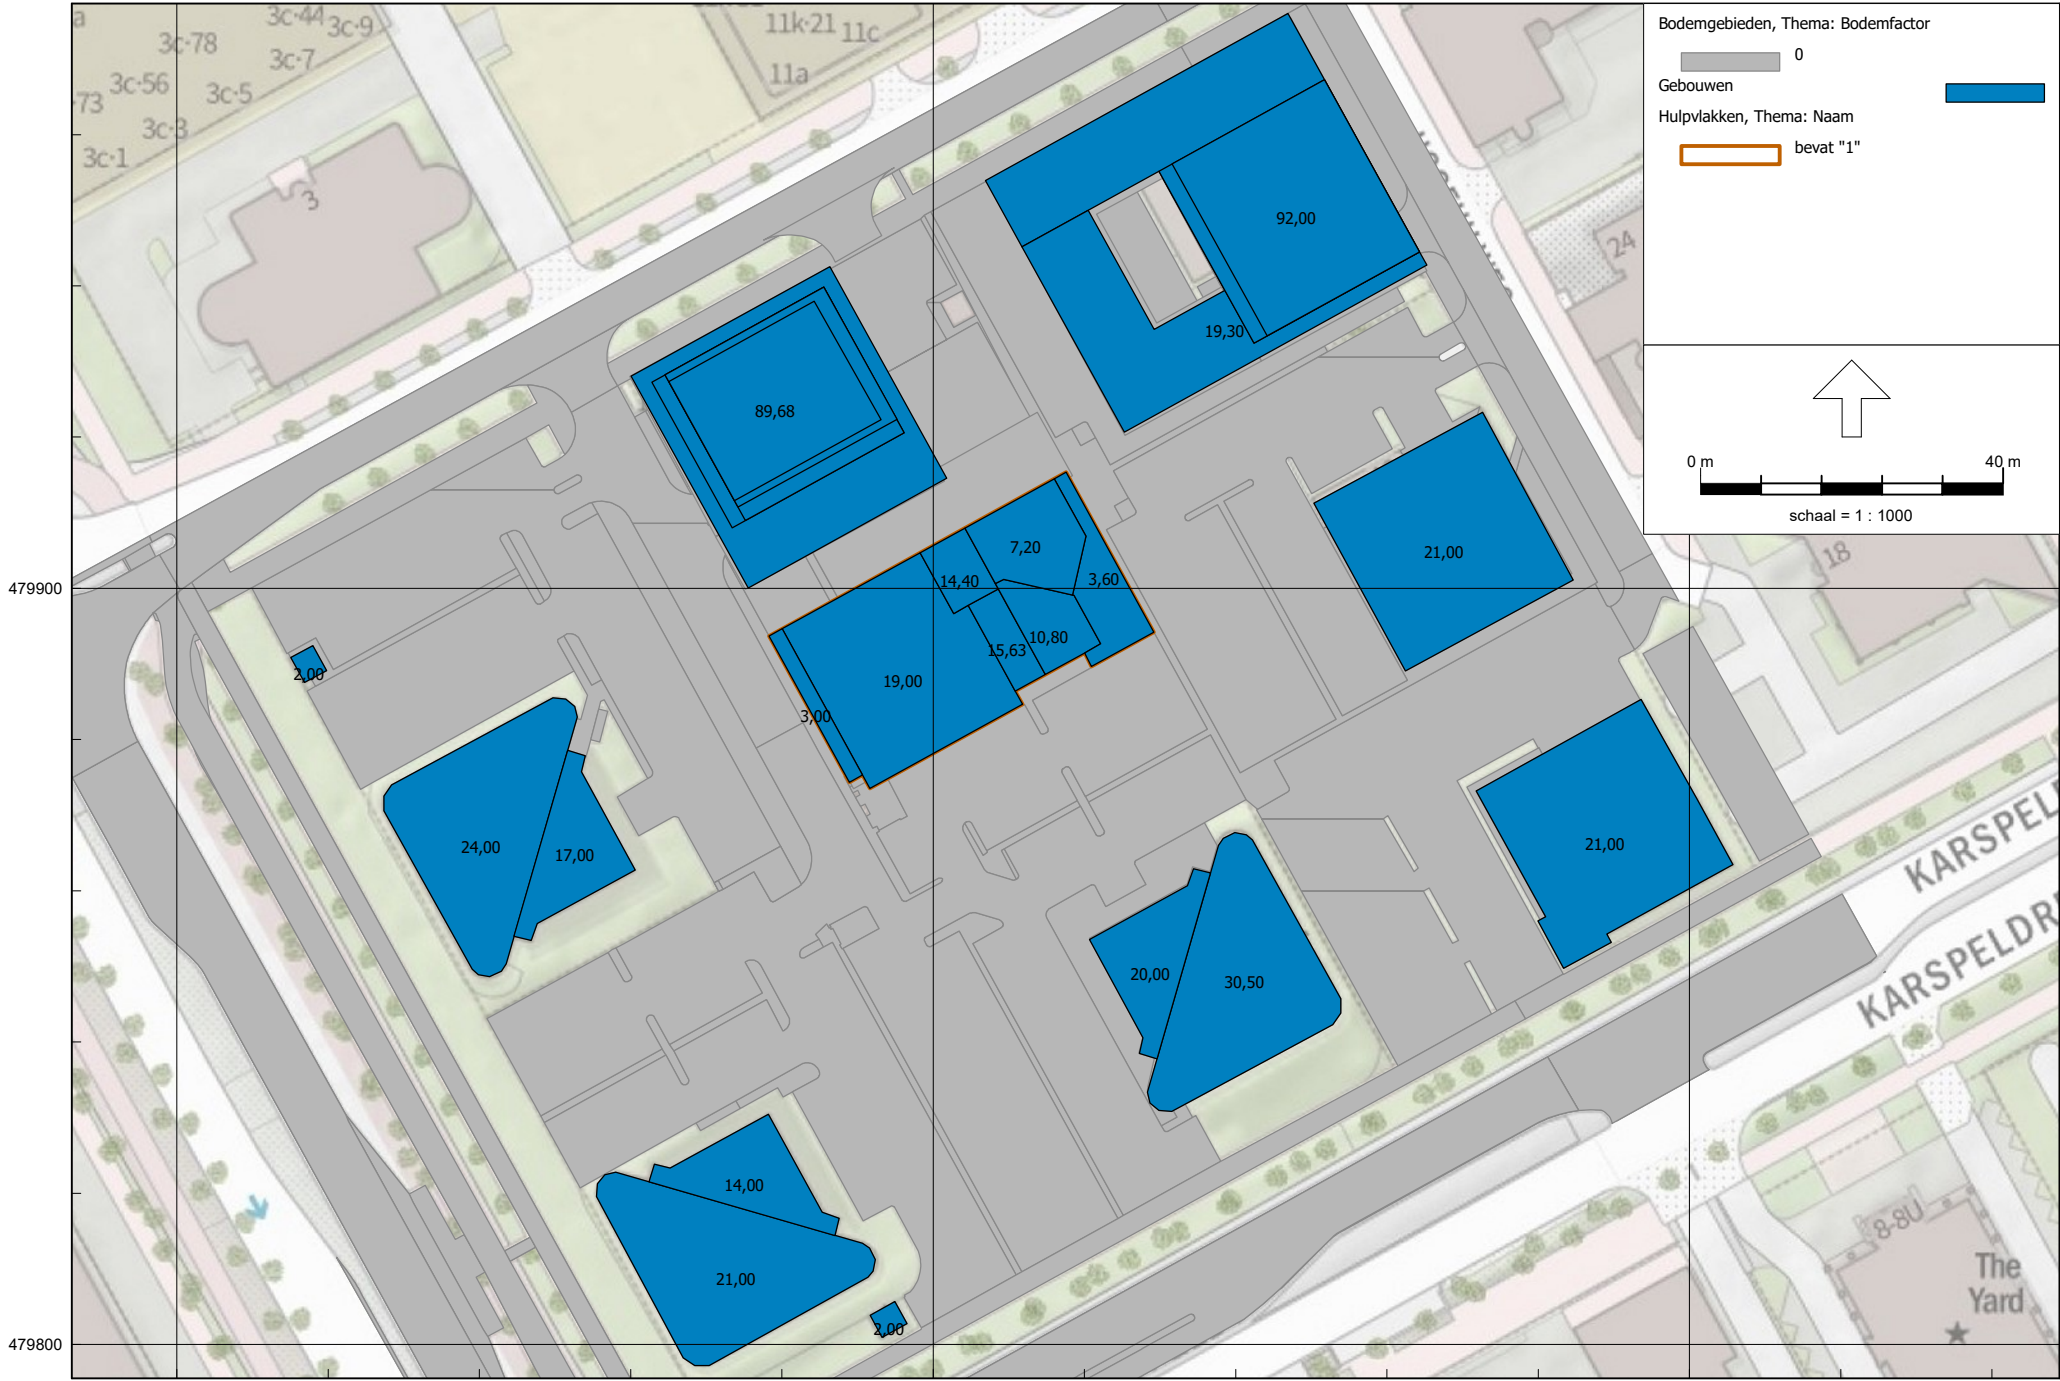 3c-44
3c-9
3c-78
3c-7
3c-56
3c-5
3c-3
3c-1
3
11k-21 11c
11a
Bodemgebieden, Thema: Bodemfactor
0
Gebouwen
Hulpvlakken, Thema: Naam
bevat "1"
0 m
40 m
schaal = 1 : 1000
24
18
92,00
19,30
89,68
21,00
7,20
14,40
3,60
10,80
15,63
19,00
3,00
2,00
24,00
17,00
21,00
20,00
30,50
14,00
21,00
2,00
479900
479800
KARSPEL
KARSPELDR
8-8U
The
Yard